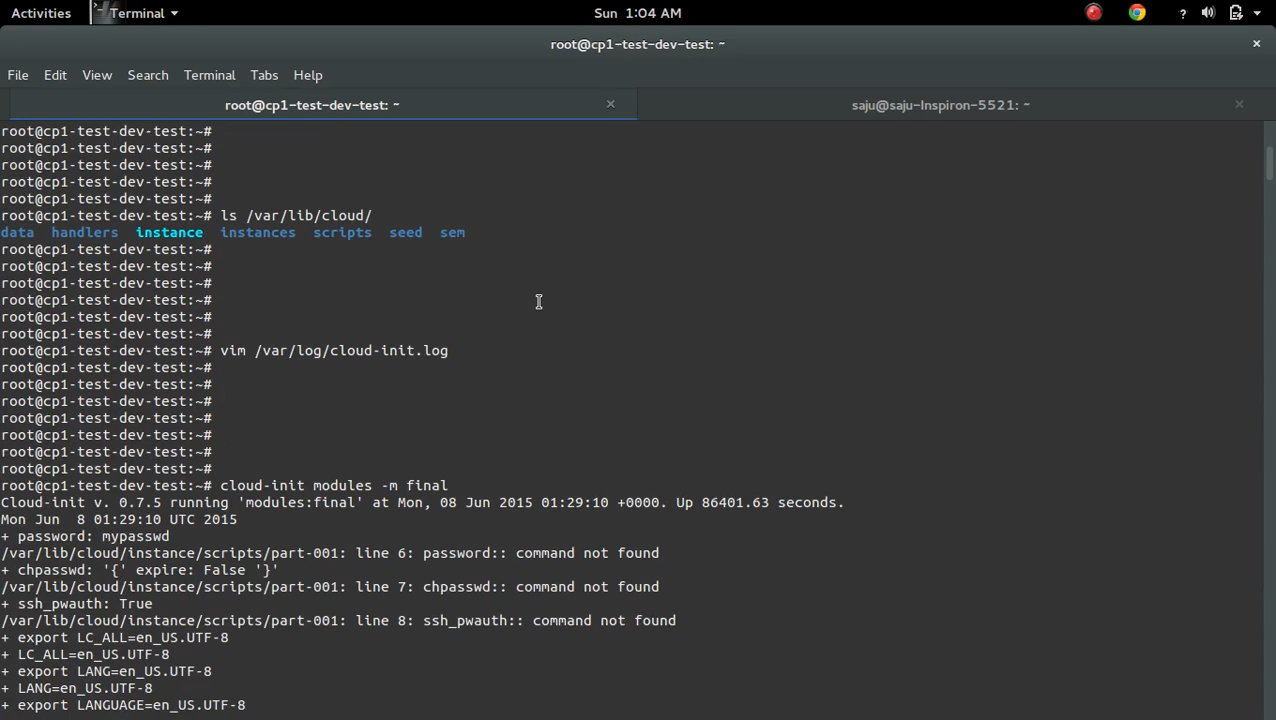 Activities Terminal Sun 1:04 AM ?
root@cp1-test-dev-test: ~ ×
File Edit View Search Terminal Tabs Help
root@cp1-test-dev-test: ~ × saju@saju-Inspiron-5521: ~ ×
root@cp1-test-dev-test:~#
root@cp1-test-dev-test:~#
root@cp1-test-dev-test:~#
root@cp1-test-dev-test:~#
root@cp1-test-dev-test:~#
root@cp1-test-dev-test:~# ls /var/lib/cloud/
data handlers instance instances scripts seed sem
root@cp1-test-dev-test:~#
root@cp1-test-dev-test:~#
root@cp1-test-dev-test:~#
root@cp1-test-dev-test:~#
root@cp1-test-dev-test:~#
root@cp1-test-dev-test:~#
root@cp1-test-dev-test:~# vim /var/log/cloud-init.log
root@cp1-test-dev-test:~#
root@cp1-test-dev-test:~#
root@cp1-test-dev-test:~#
root@cp1-test-dev-test:~#
root@cp1-test-dev-test:~#
root@cp1-test-dev-test:~#
root@cp1-test-dev-test:~#
root@cp1-test-dev-test:~# cloud-init modules -m final
Cloud-init v. 0.7.5 running 'modules:final' at Mon, 08 Jun 2015 01:29:10 +0000. Up 86401.63 seconds.
Mon Jun  8 01:29:10 UTC 2015
+ password: mypasswd
/var/lib/cloud/instance/scripts/part-001: line 6: password:: command not found
+ chpasswd: '{' expire: False '}'
/var/lib/cloud/instance/scripts/part-001: line 7: chpasswd:: command not found
+ ssh_pwauth: True
/var/lib/cloud/instance/scripts/part-001: line 8: ssh_pwauth:: command not found
+ export LC_ALL=en_US.UTF-8
+ LC_ALL=en_US.UTF-8
+ export LANG=en_US.UTF-8
+ LANG=en_US.UTF-8
+ export LANGUAGE=en_US.UTF-8